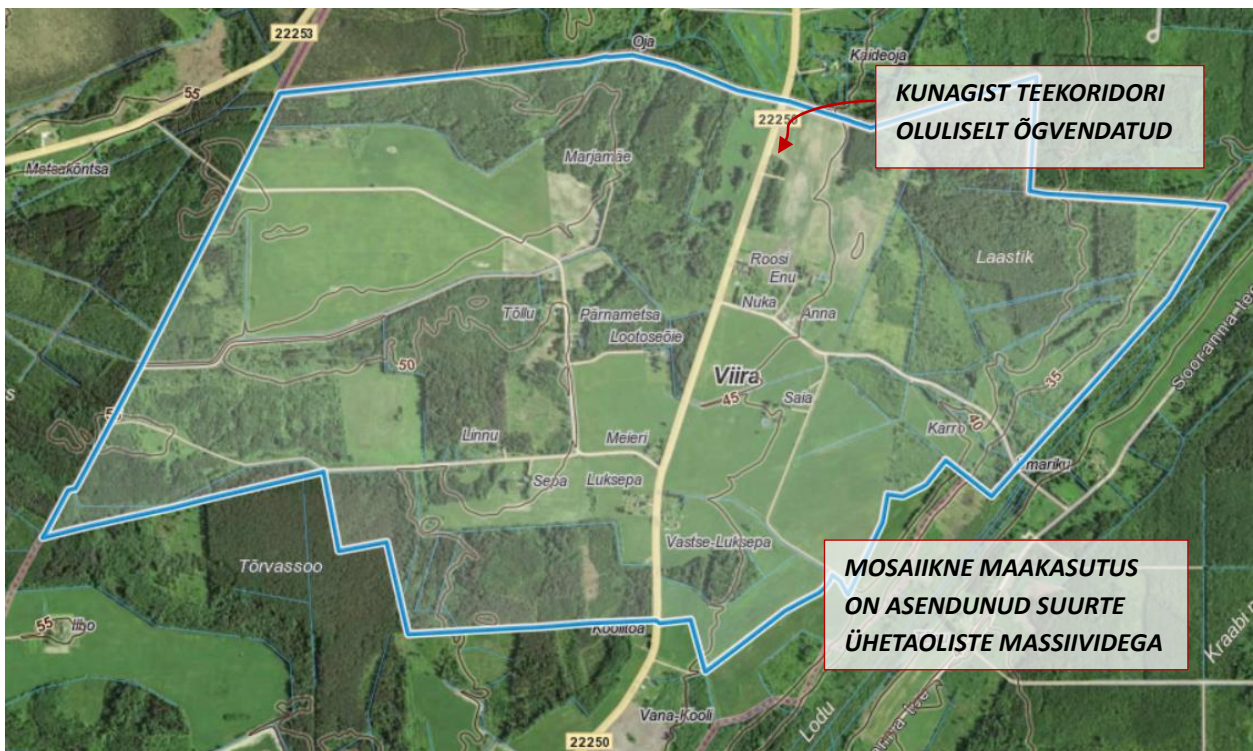 22253
Oja
Kaideoja
KUNAGIST TEEKORIDORI
OLULISELT ÕGVENDATUD
55
Metsakõntsa
Marjamäe
Laastik
Roosi
Enu
Nuka
Anna
Tõllu
Pärnametsa
Lootoseõie
50
Viira
45
Saia
35
40
Karro
Linnu
Meieri
Sepa
Luksepa
Vastse-Luksepa
Tõrvassoo
MOSAIIKNE MAAKASUTUS
ON ASENDUNUD SUURTE
ÜHETAOLISTE MASSIIVIDEGA
55
Koolitoa
Vana-Kooli
Lodu
22250